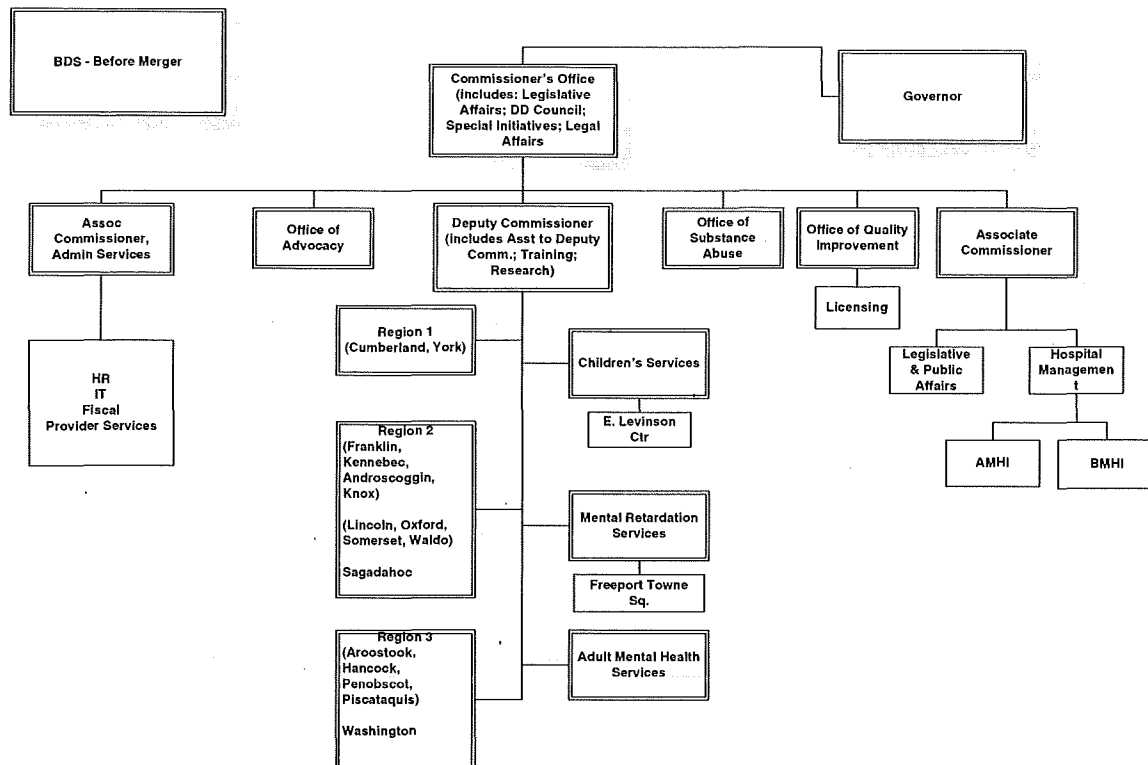 BDS - Before Merger
Commissioner's Office
(includes: Legislative
Affairs; DD Council;
Special Initiatives; Legal
Affairs
Governor
Assoc
Commissioner,
Admin Services
Office of
Advocacy
Deputy Commissioner
(includes Asst to Deputy
Comm.; Training;
Research)
Office of
Substance
Abuse
Office of Quality
Improvement
Associate
Commissioner
Licensing
HR
IT
Fiscal
Provider Services
Region 1
(Cumberland, York)
Children's Services
E. Levinson
Ctr
Legislative
& Public
Affairs
Hospital
Managemen
t
AMHI
BMHI
Region 2
(Franklin,
Kennebec,
Androscoggin,
Knox)
(Lincoln, Oxford,
Somerset, Waldo)
Sagadahoc
Mental Retardation
Services
Freeport Towne
Sq.
Region 3
(Aroostook,
Hancock,
Penobscot,
Piscataquis)
Washington
Adult Mental Health
Services